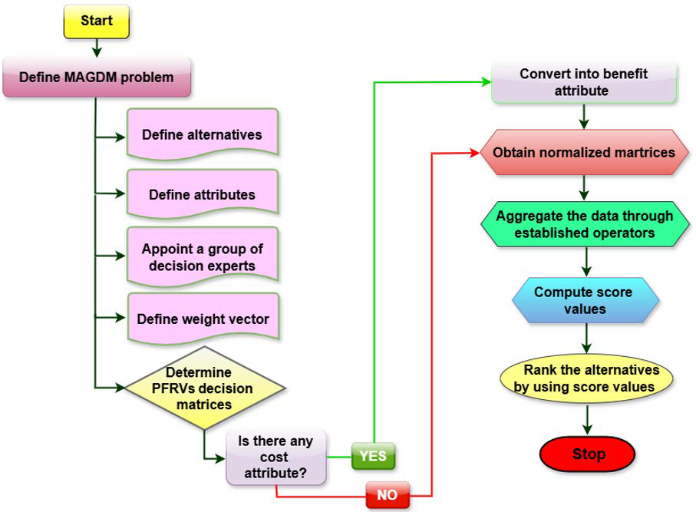 Start
Define MAGDM problem
Define alternatives
Define attributes
Appoint a group of
decision experts
Define weight vector
Determine
PFRVs decision
matrices
Is there any
cost
attribute?
YES
NO
Convert into benefit
attribute
Obtain normalized martrices
Aggregate the data through
established operators
Compute score
values
Rank the alternatives
by using score values
Stop